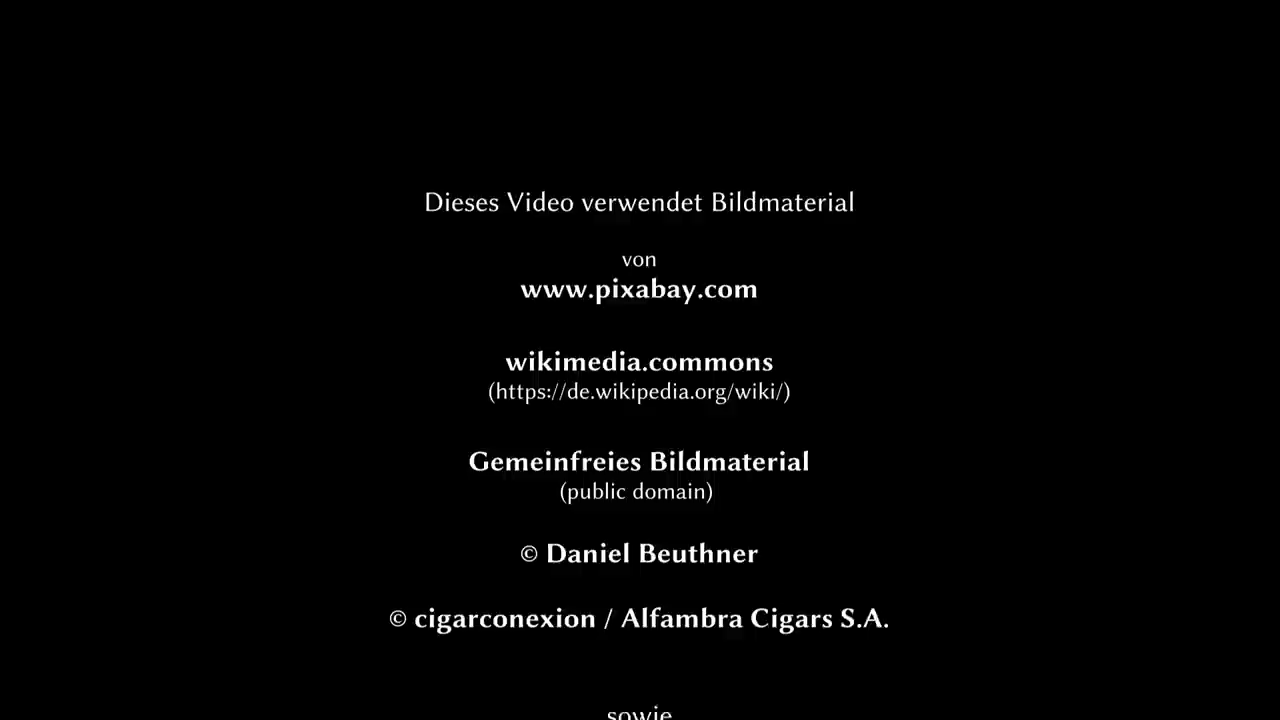 Dieses Video verwendet Bildmaterial
von
www.pixabay.com
wikimedia.commons
(https://de.wikipedia.org/wiki/)
Gemeinfreies Bildmaterial
(public domain)
© Daniel Beuthner
© cigarconexion / Alfambra Cigars S.A.
sowie